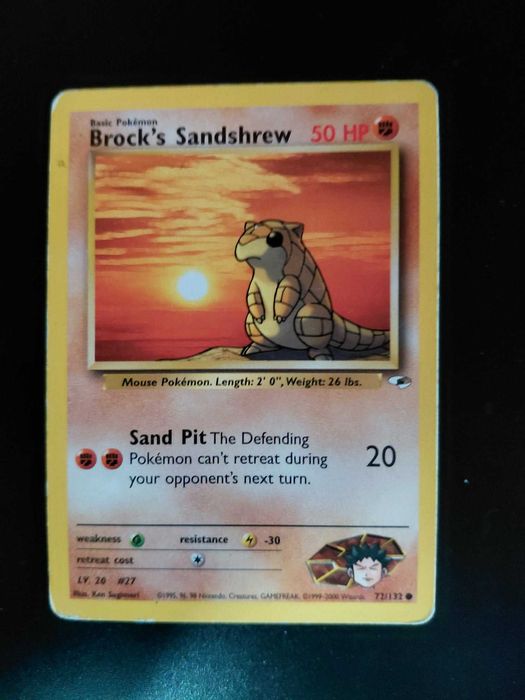 Basic Pokémon
Brock's Sandshrew 50 HP
Mouse Pokémon. Length: 2' 0", Weight: 26 lbs.
Sand Pit The Defending
Pokémon can't retreat during 20
your opponent's next turn.
weakness resistance -30
retreat cost
LV. 20 #27
Illus. Ken Sugimori ©1995, 96, 98 Nintendo, Creatures, GAMEFREAK. ©1999-2000 Wizards. 72/132